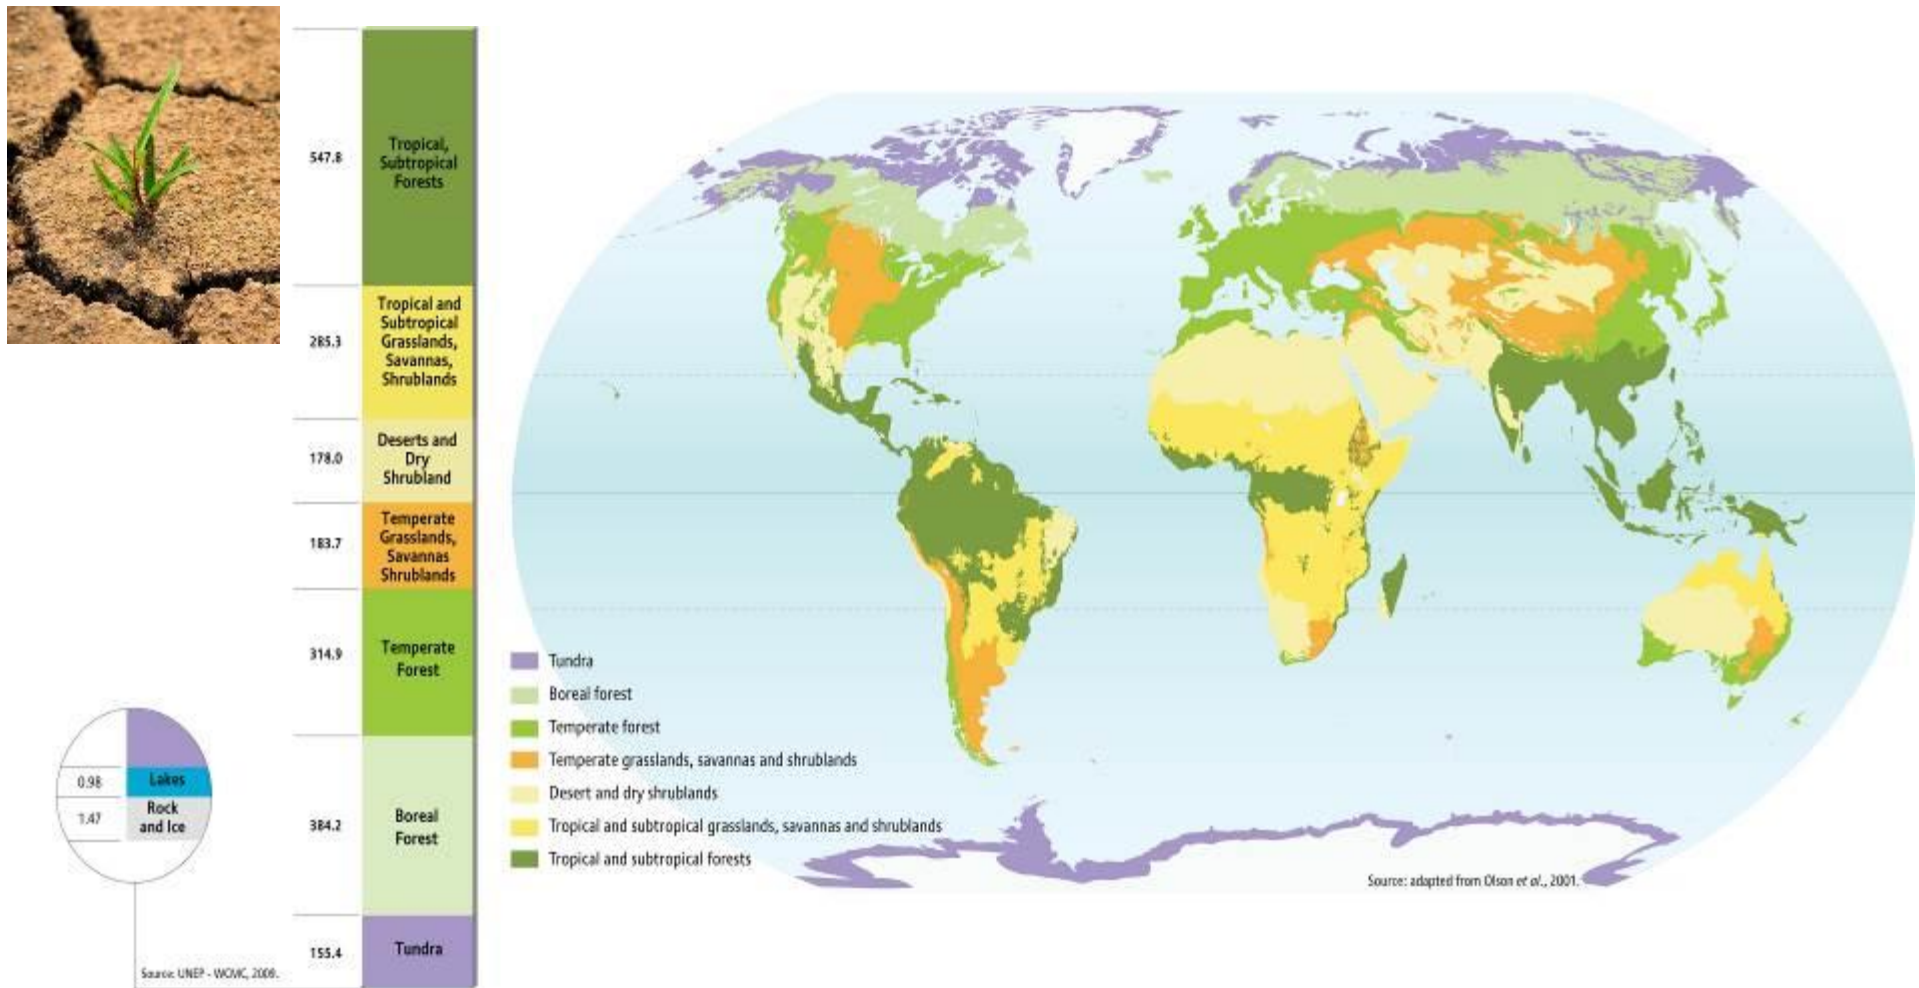 547.8
Tropical,
Subtropical
Forests
285.3
Tropical and
Subtropical
Grasslands,
Savannas,
Shrublands
178.0
Deserts and
Dry
Shrubland
183.7
Temperate
Grasslands,
Savannas
Shrublands
314.9
Temperate
Forest
384.2
Boreal
Forest
155.4
Tundra
0.98
Lakes
1.47
Rock
and Ice
Source: UNEP - WCMC, 2009.
Tundra
Boreal forest
Temperate forest
Temperate grasslands, savannas and shrublands
Desert and dry shrublands
Tropical and subtropical grasslands, savannas and shrublands
Tropical and subtropical forests
Source: adapted from Olson et al., 2001.